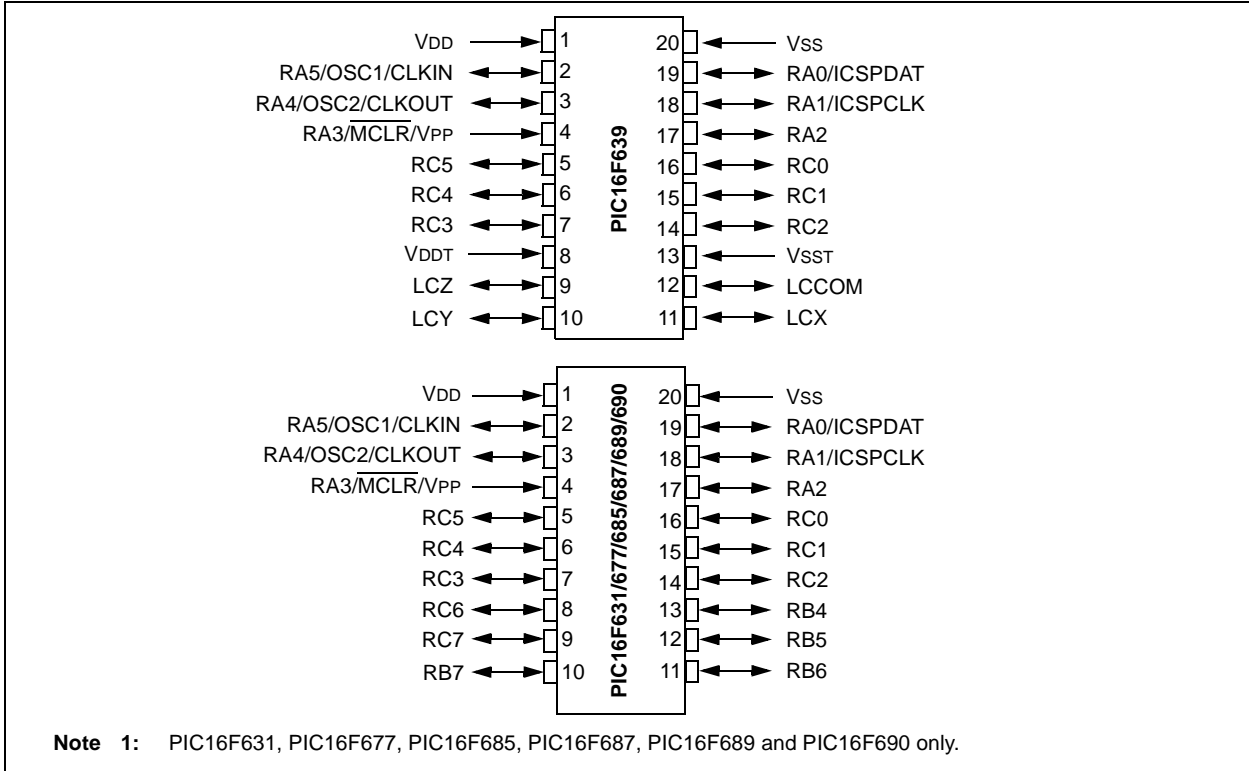 VDD 1 20 VSS
RA5/OSC1/CLKIN 2 19 RA0/ICSPDAT
RA4/OSC2/CLKOUT 3 18 RA1/ICSPCLK
RA3/MCLR/VPP 4 17 RA2
RC5 5 16 RC0
RC4 6 15 RC1
RC3 7 14 RC2
VDDT 8 13 VSST
LCZ 9 12 LCCOM
LCY 10 11 LCX
PIC16F639
VDD 1 20 VSS
RA5/OSC1/CLKIN 2 19 RA0/ICSPDAT
RA4/OSC2/CLKOUT 3 18 RA1/ICSPCLK
RA3/MCLR/VPP 4 17 RA2
RC5 5 16 RC0
RC4 6 15 RC1
RC3 7 14 RC2
RC6 8 13 RB4
RC7 9 12 RB5
RB7 10 11 RB6
PIC16F631/677/685/687/689/690
Note 1: PIC16F631, PIC16F677, PIC16F685, PIC16F687, PIC16F689 and PIC16F690 only.